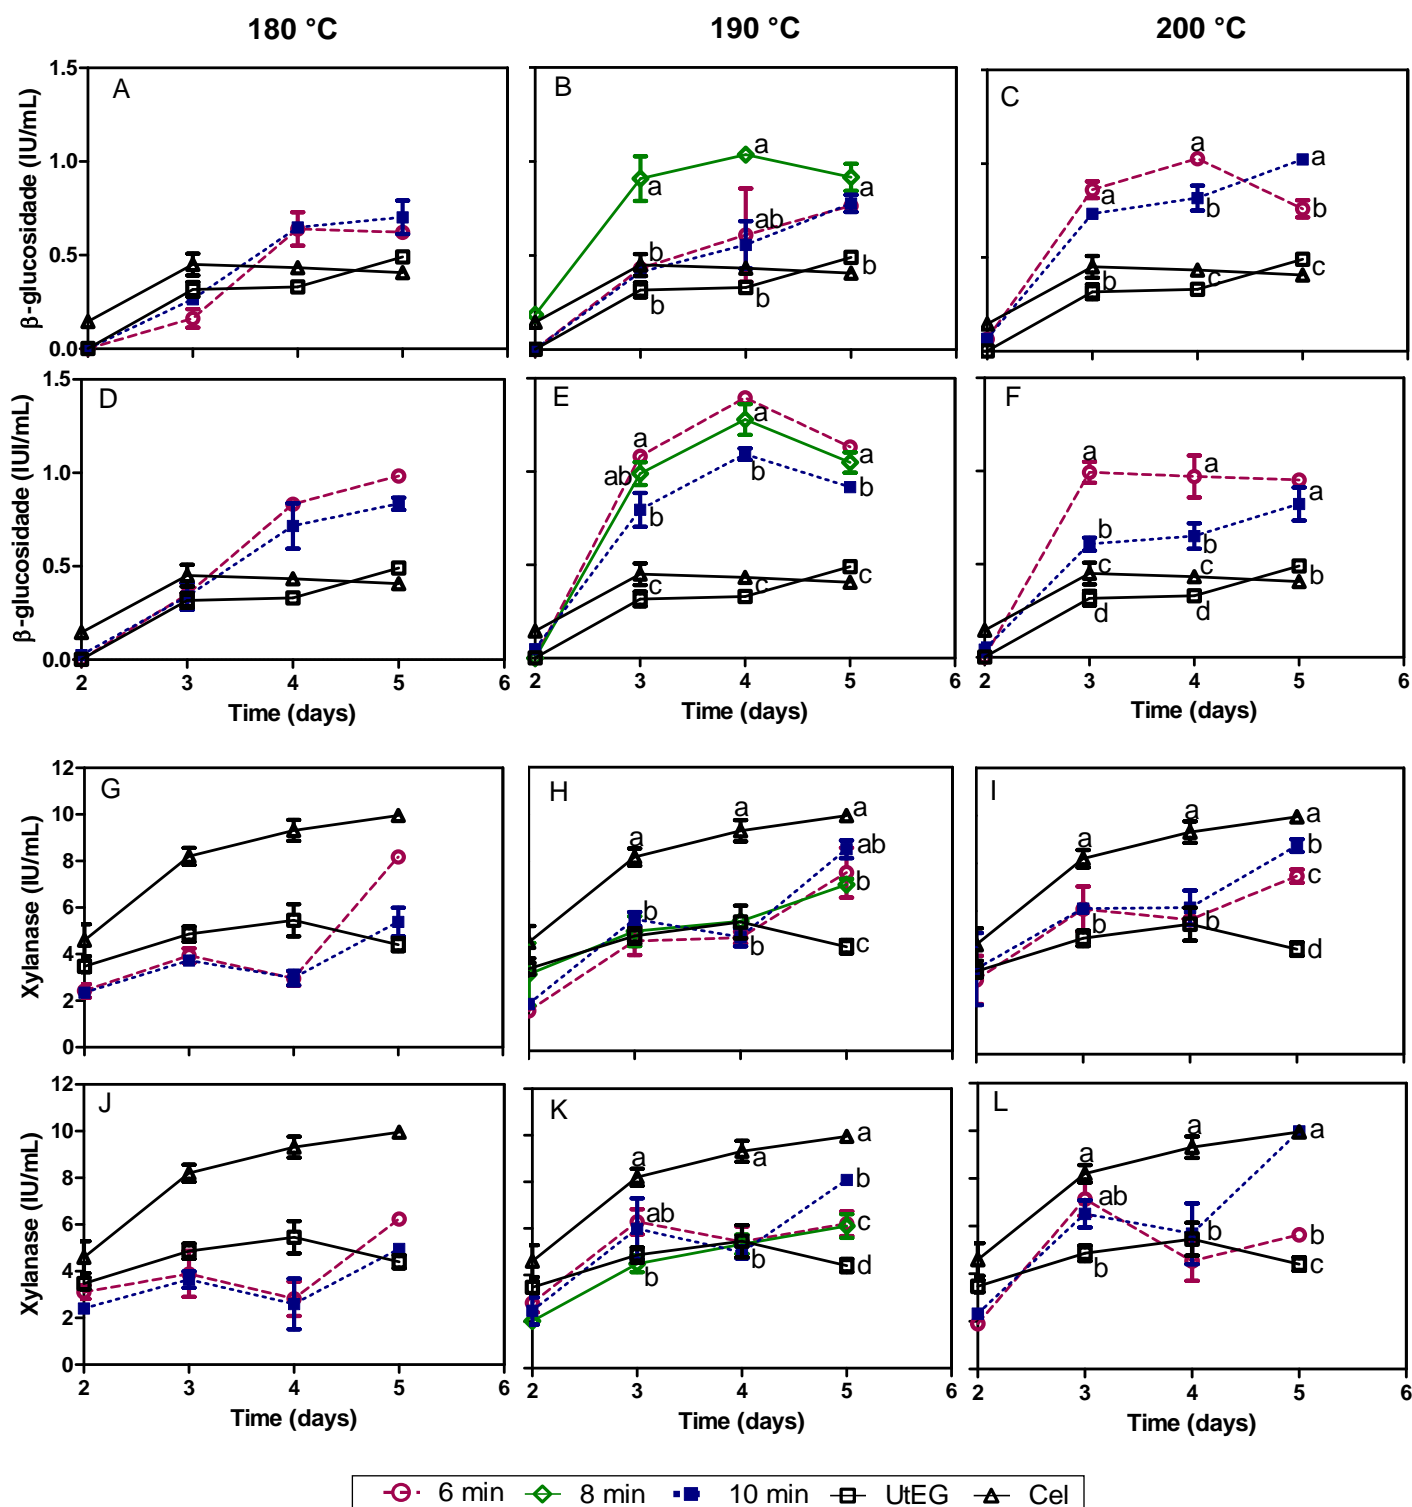 180 °C 190 °C 200 °C
β-glucosidade (IU/mL)
1.5
1.0
0.5
0.0
A
B
a
a
a
ab
b
b
b
b
C
a
a
a
b
b
b
c
c
β-glucosidade (IUI/mL)
1.5
1.0
0.5
0.0
D
E
a
ab
a
a
b
b
b
c
c
c
F
a
a
a
b
b
b
c
c
d
d
2 3 4 5 6
2 3 4 5 6
2 3 4 5 6
Time (days) Time (days) Time (days)
Xylanase (IU/mL)
12
10
8
6
4
2
0
G
H
a
a
a
ab
b
b
b
c
I
a
a
a
b
c
b
b
d
Xylanase (IU/mL)
12
10
8
6
4
2
0
J
K
a
a
a
b
ab
c
b
b
d
L
a
a
a
ab
b
b
b
c
2 3 4 5 6
2 3 4 5 6
2 3 4 5 6
Time (days) Time (days) Time (days)
6 min 8 min 10 min UtEG Cel